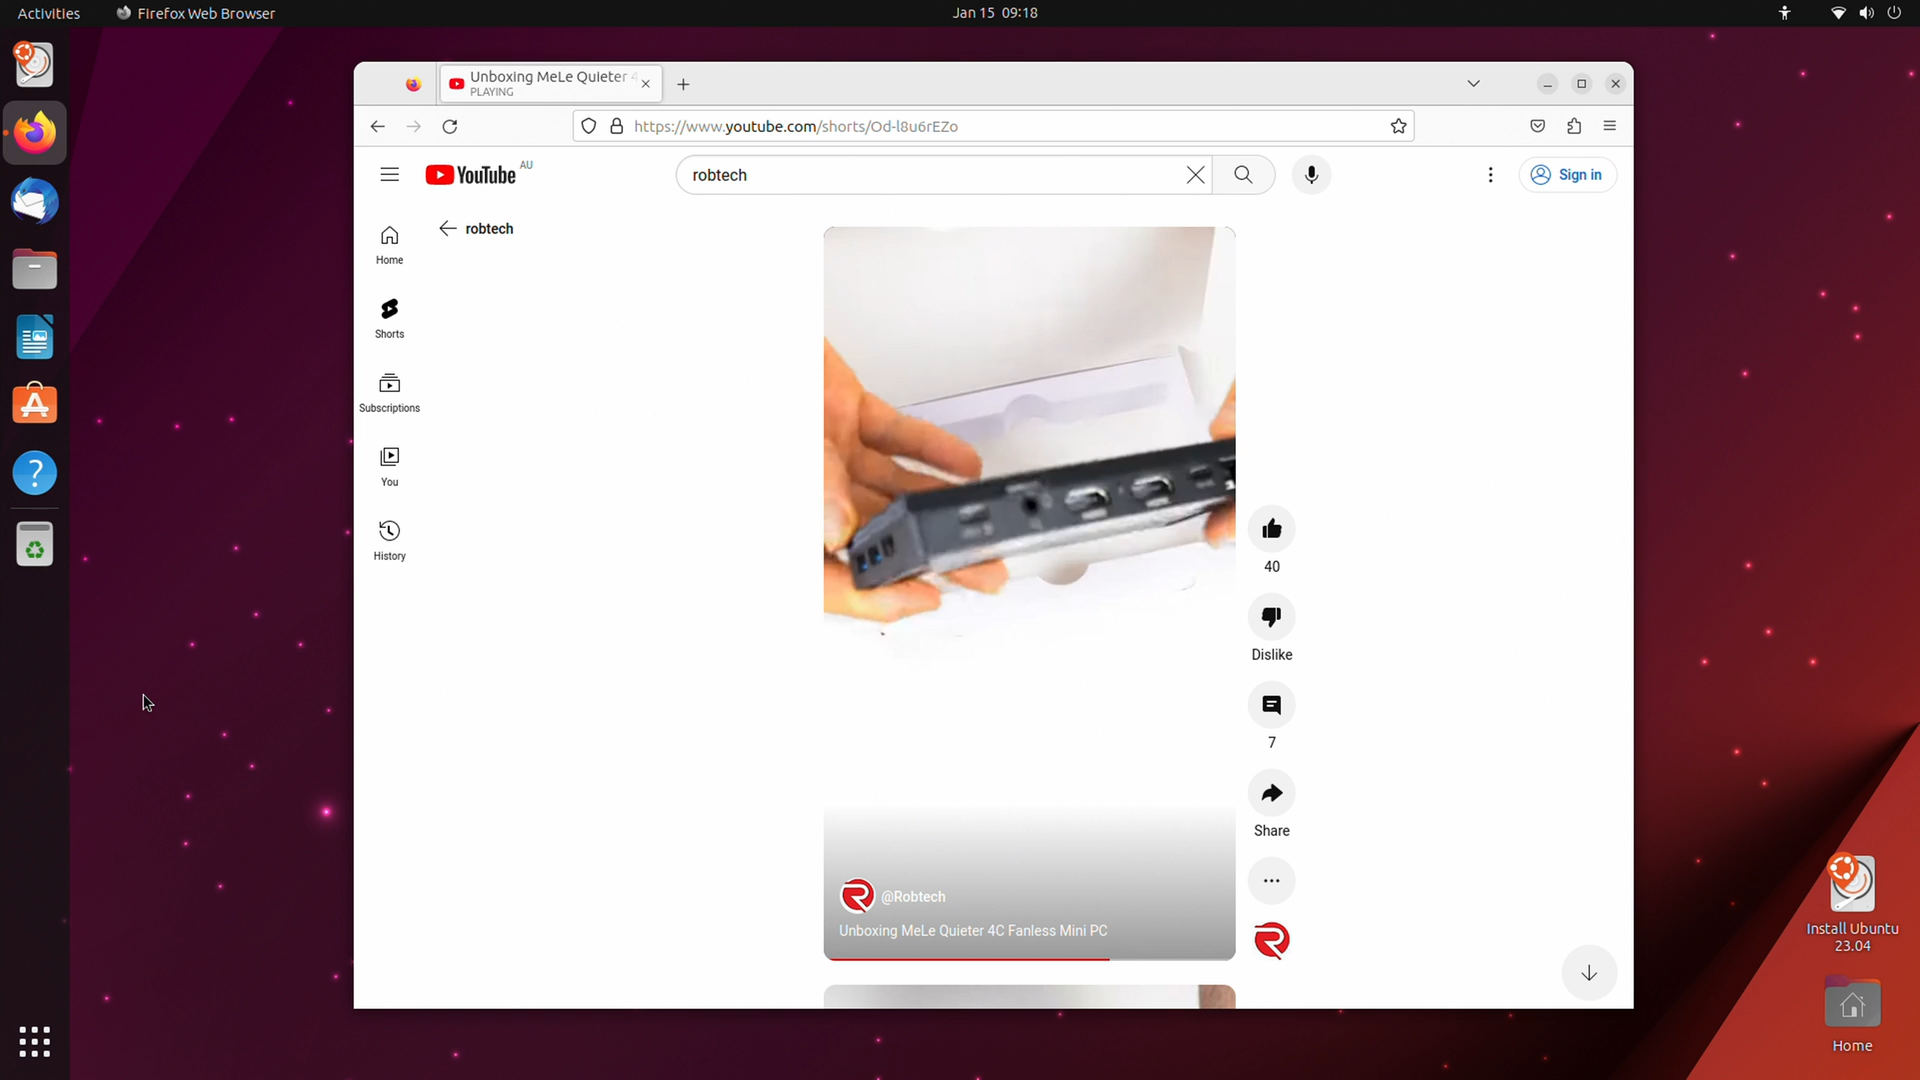 Activities
Firefox Web Browser
Jan 15 09:18
Unboxing MeLe Quieter 4
PLAYING
https://www.youtube.com/shorts/Od-l8u6rEZo
YouTube AU
robtech
Sign in
robtech
Home
Shorts
Subscriptions
You
History
40
Dislike
7
Share
@Robtech
Unboxing MeLe Quieter 4C Fanless Mini PC
Install Ubuntu
23.04
Home